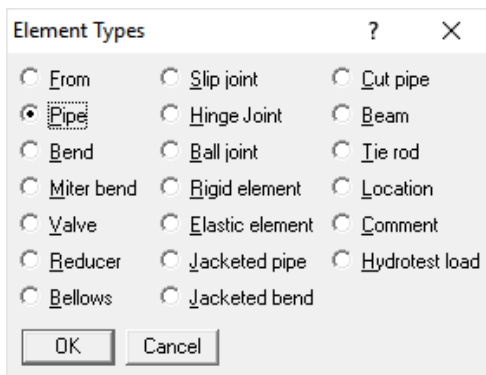 Element Types ? X
From Slip joint Cut pipe
Pipe Hinge Joint Beam
Bend Ball joint Tie rod
Miter bend Rigid element Location
Valve Elastic element Comment
Reducer Jacketed pipe Hydrotest load
Bellows Jacketed bend
OK Cancel